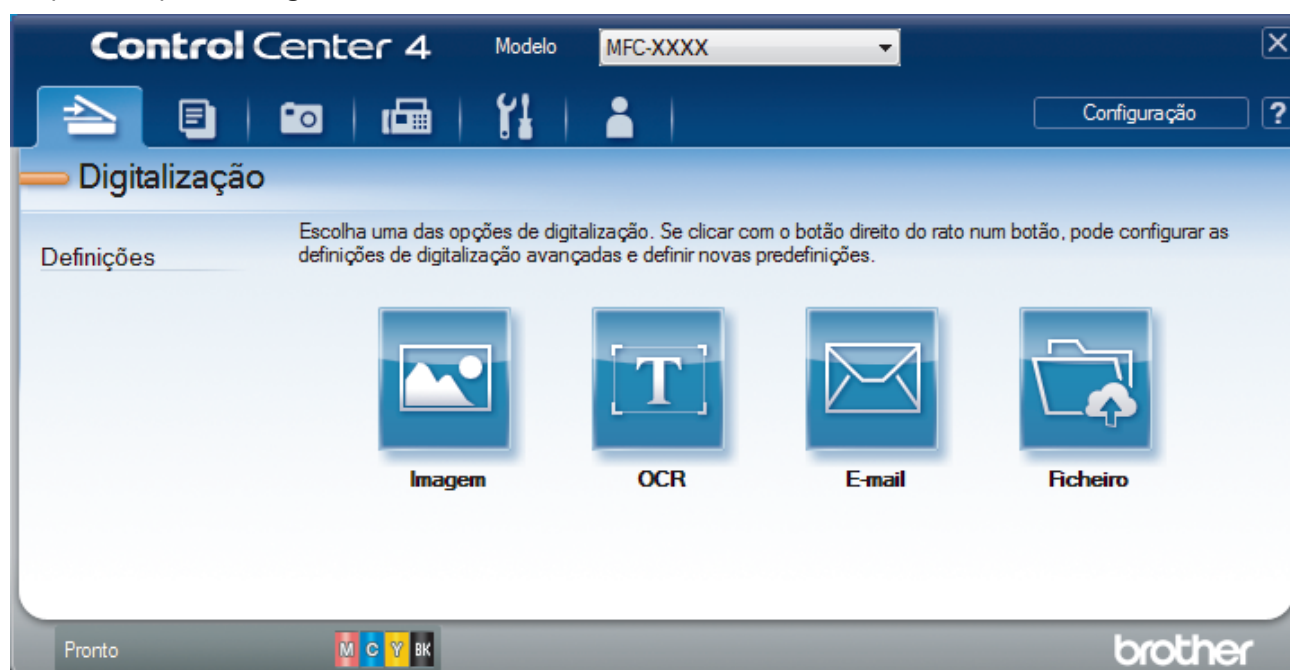 Control Center 4
Modelo
MFC-XXXX
Configuração
?
Digitalização
Definições
Escolha uma das opções de digitalização. Se clicar com o botão direito do rato num botão, pode configurar as
definições de digitalização avançadas e definir novas predefinições.
T
Imagem
OCR
E-mail
Ficheiro
Pronto
M C Y BK
brother